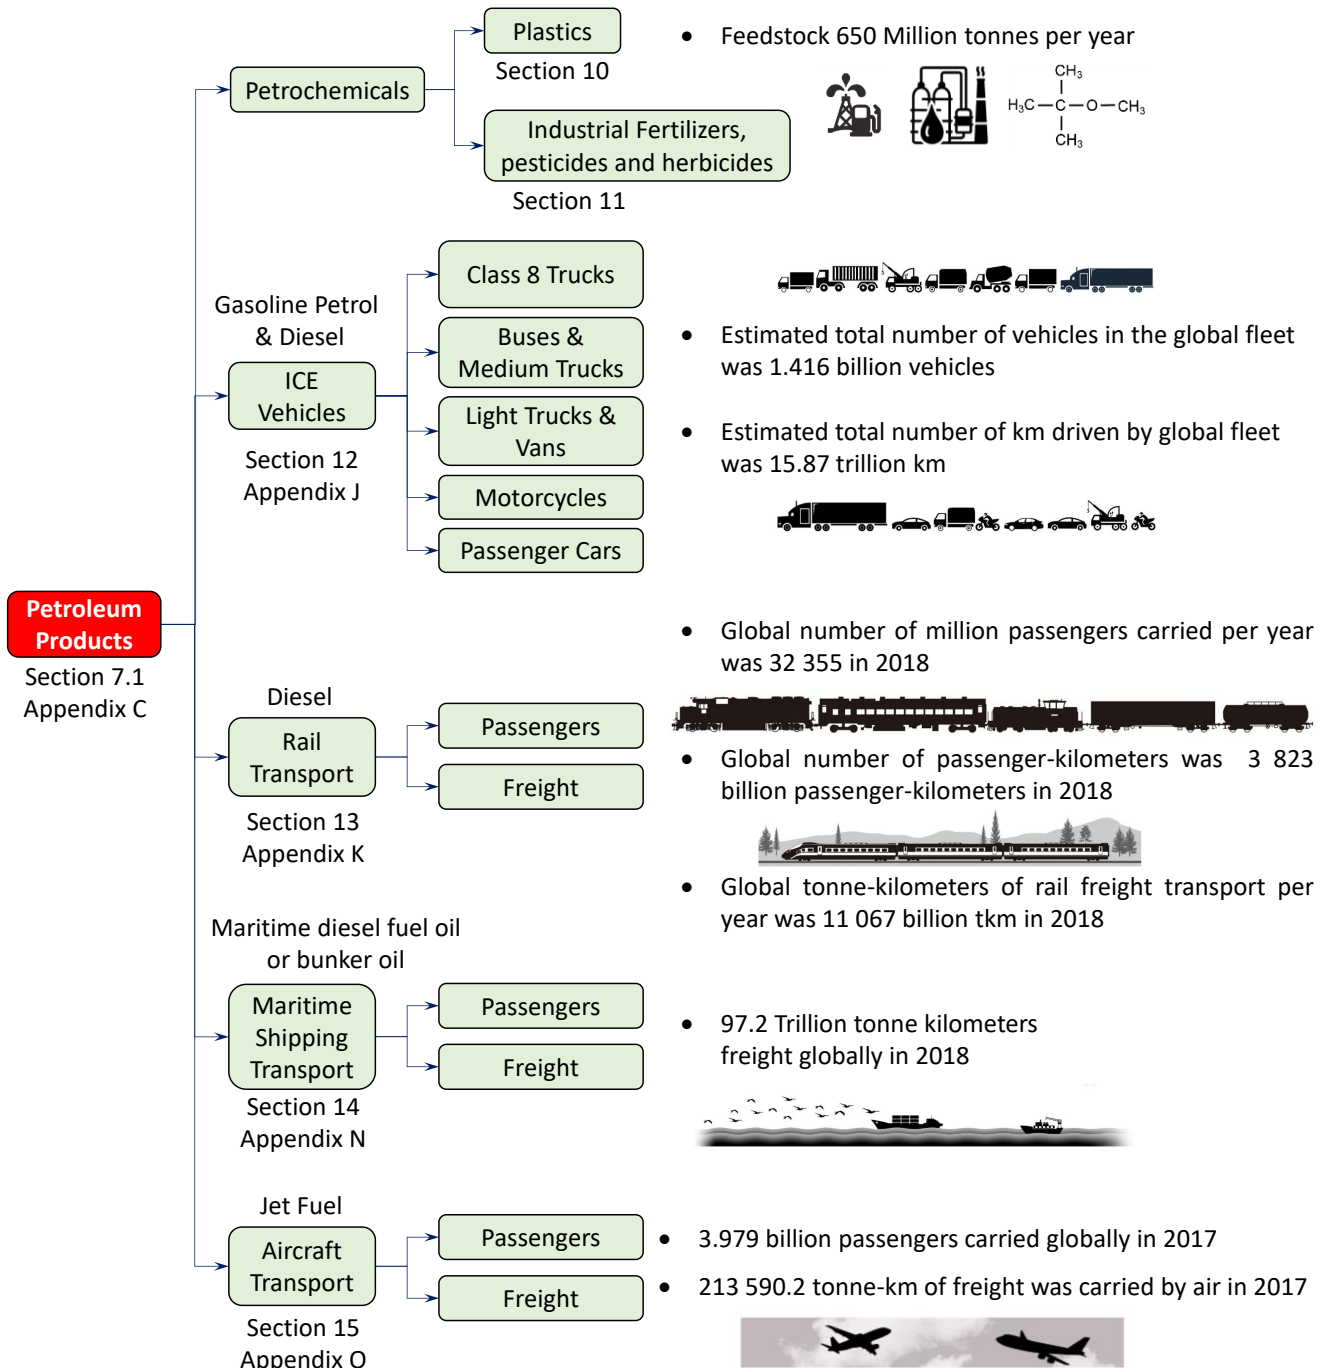 Plastics
Section 10
Petrochemicals
Industrial Fertilizers,
pesticides and herbicides
Section 11
• Feedstock 650 Million tonnes per year
CH₃
H₃C—C—O—CH₃
CH₃
Gasoline Petrol
& Diesel
ICE
Vehicles
Section 12
Appendix J
Class 8 Trucks
Buses &
Medium Trucks
Light Trucks &
Vans
Motorcycles
Passenger Cars
• Estimated total number of vehicles in the global fleet
was 1.416 billion vehicles
• Estimated total number of km driven by global fleet
was 15.87 trillion km
Petroleum
Products
Section 7.1
Appendix C
Diesel
Rail
Transport
Section 13
Appendix K
Passengers
Freight
• Global number of million passengers carried per year
was 32 355 in 2018
• Global number of passenger-kilometers was 3 823
billion passenger-kilometers in 2018
• Global tonne-kilometers of rail freight transport per
year was 11 067 billion tkm in 2018
Maritime diesel fuel oil
or bunker oil
Maritime
Shipping
Transport
Section 14
Appendix N
Passengers
Freight
• 97.2 Trillion tonne kilometers
freight globally in 2018
Jet Fuel
Aircraft
Transport
Section 15
Appendix O
Passengers
Freight
• 3.979 billion passengers carried globally in 2017
• 213 590.2 tonne-km of freight was carried by air in 2017